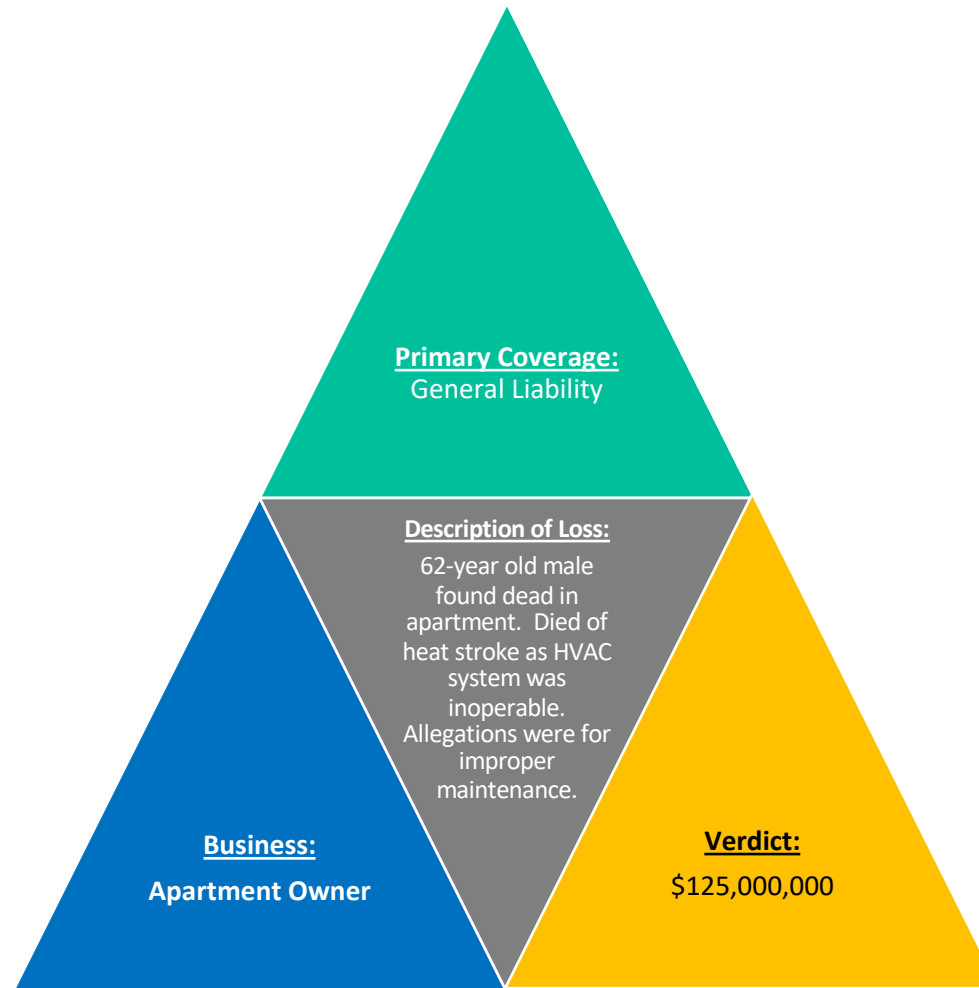 Primary Coverage:
General Liability
Description of Loss:
62-year old male
found dead in
apartment.  Died of
heat stroke as HVAC
system was
inoperable.
Allegations were for
improper
maintenance.
Business:
Apartment Owner
Verdict:
$125,000,000